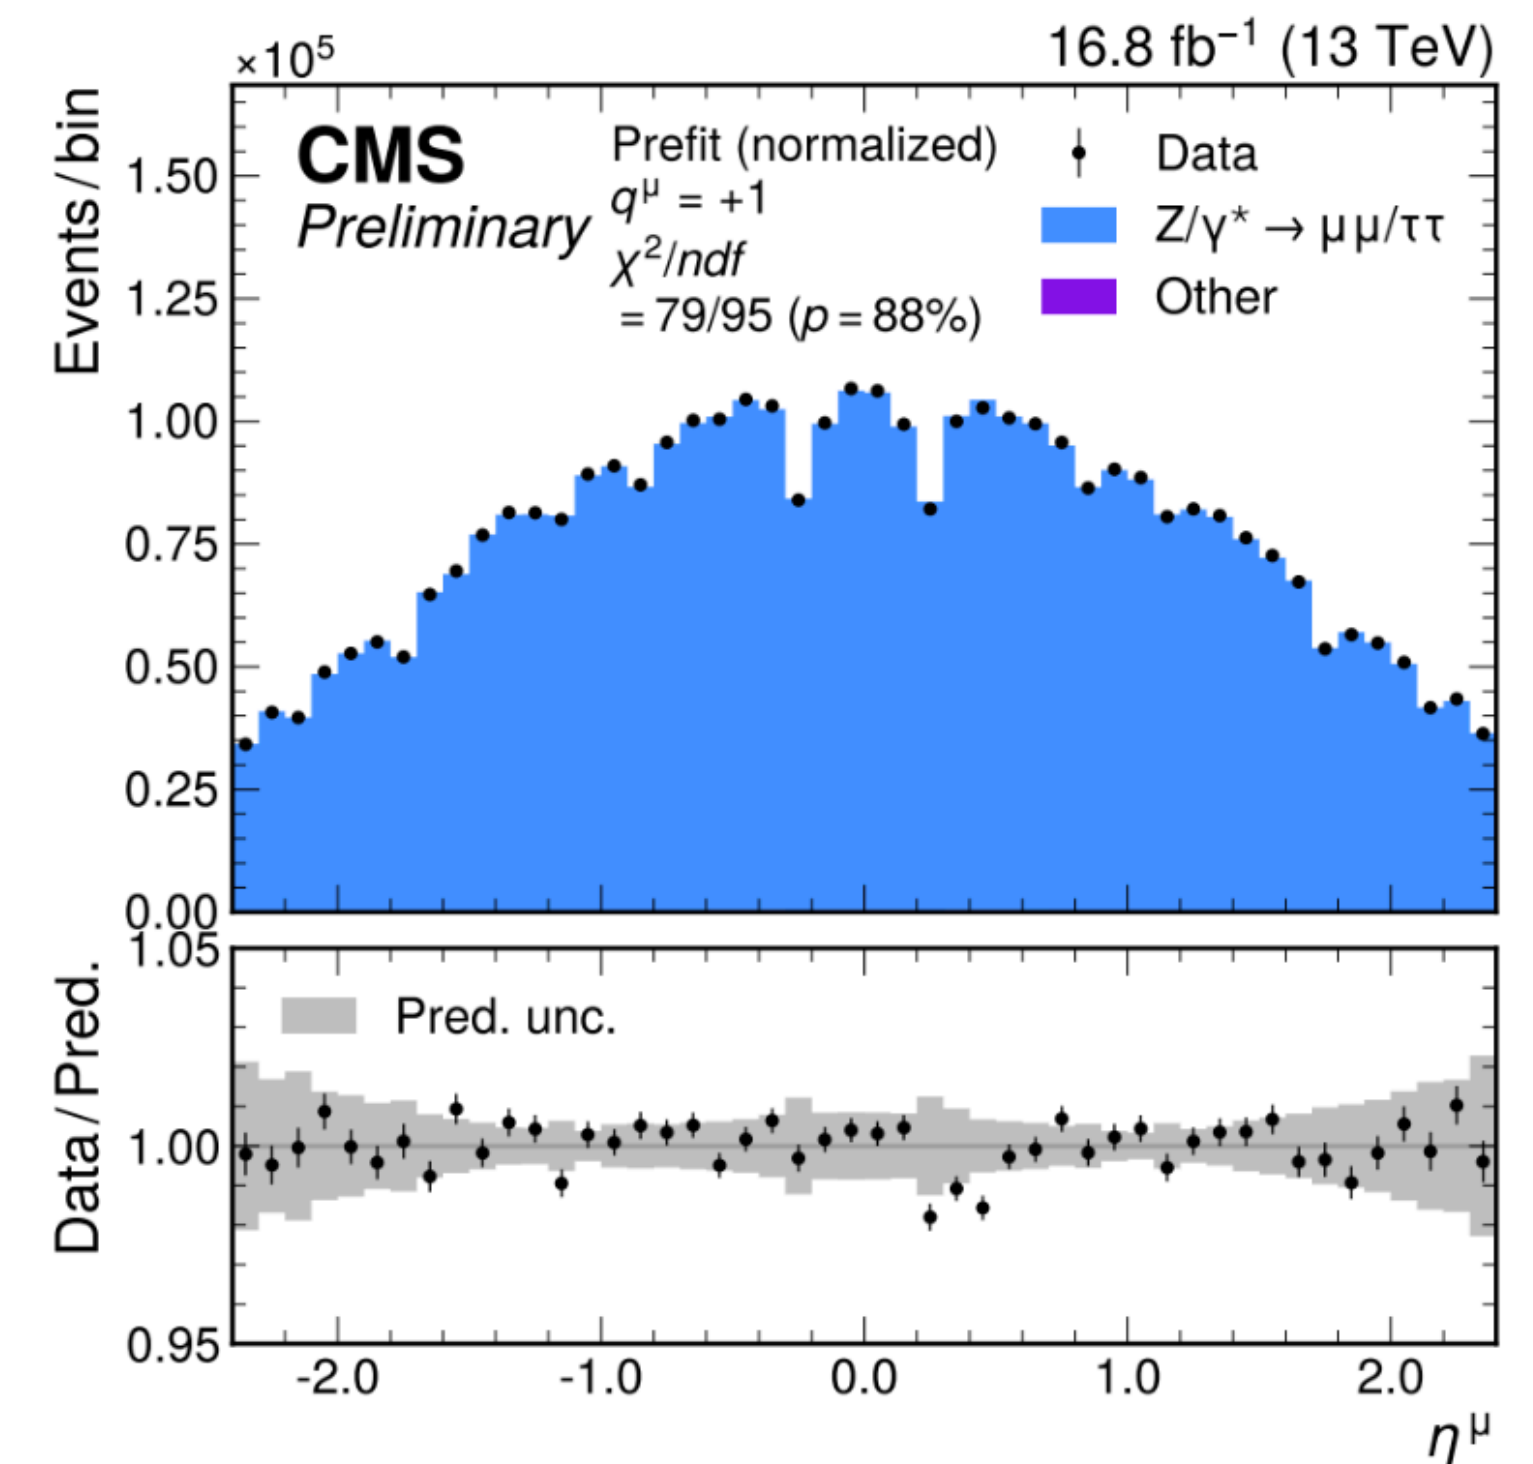 ×10⁵
16.8 fb⁻¹ (13 TeV)
Events/bin
CMS
Preliminary
Prefit (normalized)
q^μ = +1
χ²/ndf
= 79/95 (p = 88%)
Data
Z/γ* → μμ/ττ
Other
1.50
1.25
1.00
0.75
0.50
0.25
0.00
Data/Pred.
1.05
1.00
0.95
Pred. unc.
-2.0 -1.0 0.0 1.0 2.0
η^μ